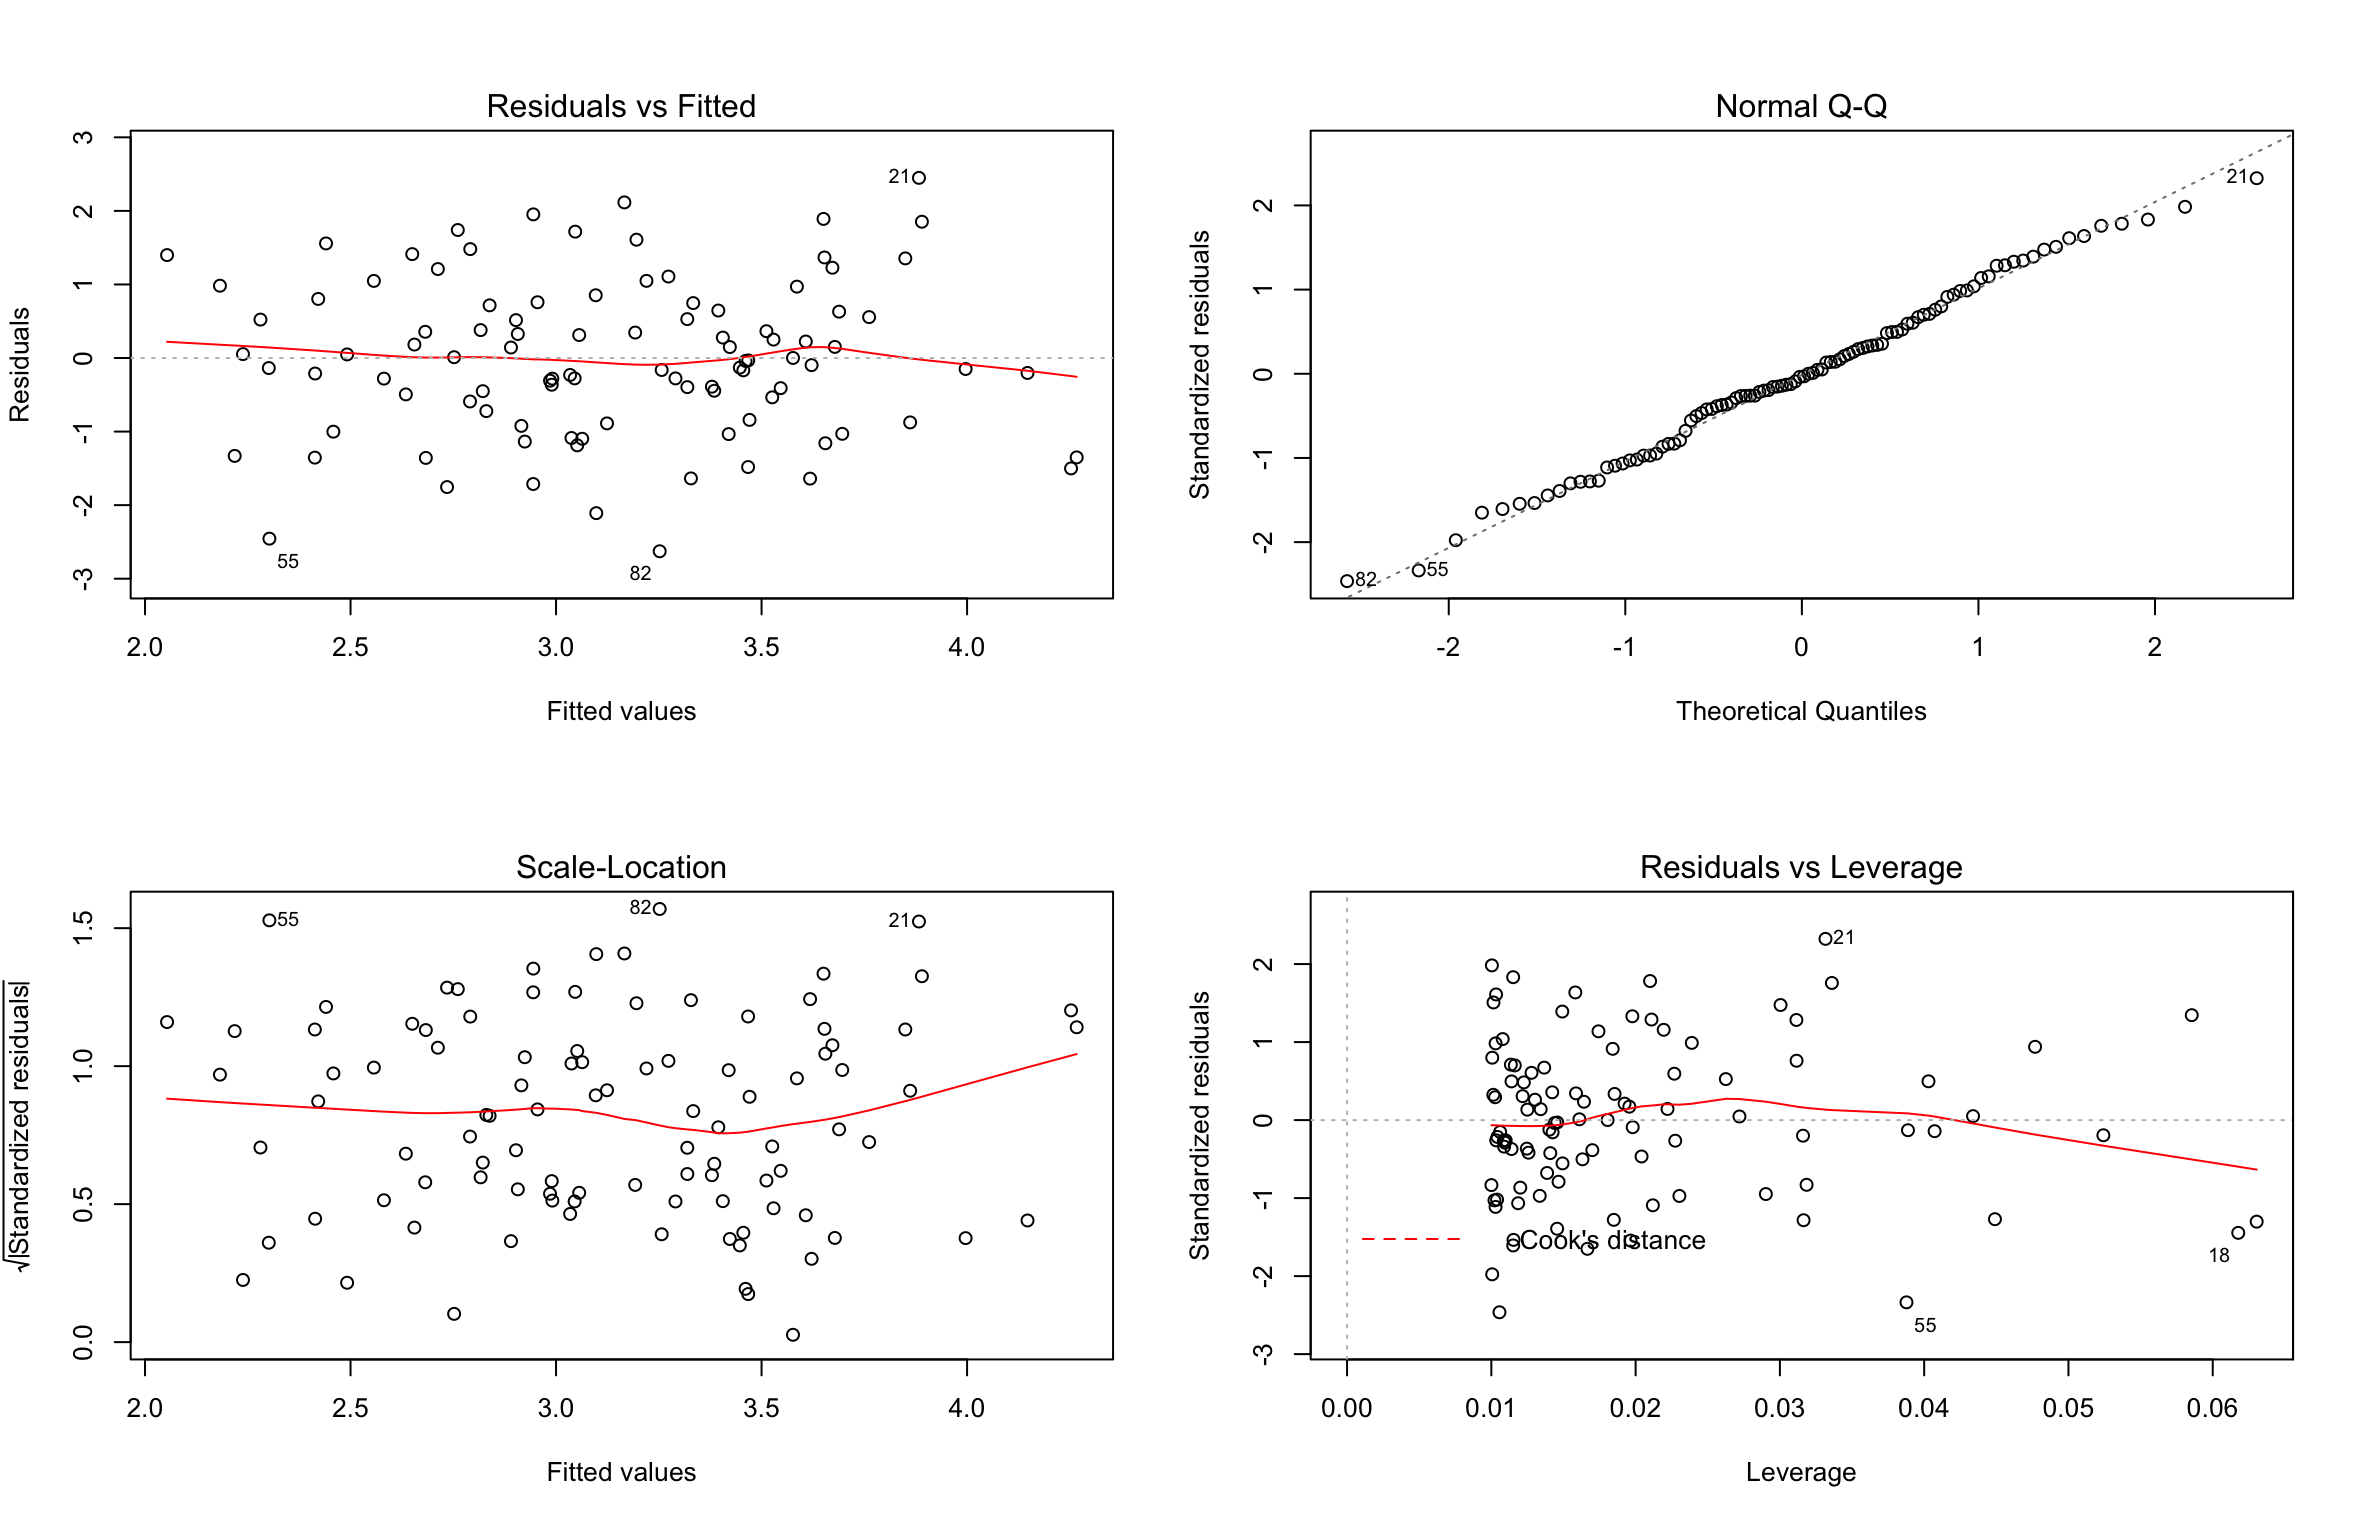 Residuals vs Fitted
Residuals
3
2
1
0
-1
-2
-3
21
55
82
2.0 2.5 3.0 3.5 4.0
Fitted values
Normal Q-Q
Standardized residuals
2
1
0
-1
-2
21
82
55
-2 -1 0 1 2
Theoretical Quantiles
Scale-Location
√|Standardized residuals|
1.5
1.0
0.5
0.0
55
82
21
2.0 2.5 3.0 3.5 4.0
Fitted values
Residuals vs Leverage
Standardized residuals
2
1
0
-1
-2
-3
21
Cook's distance
18
55
0.00 0.01 0.02 0.03 0.04 0.05 0.06
Leverage